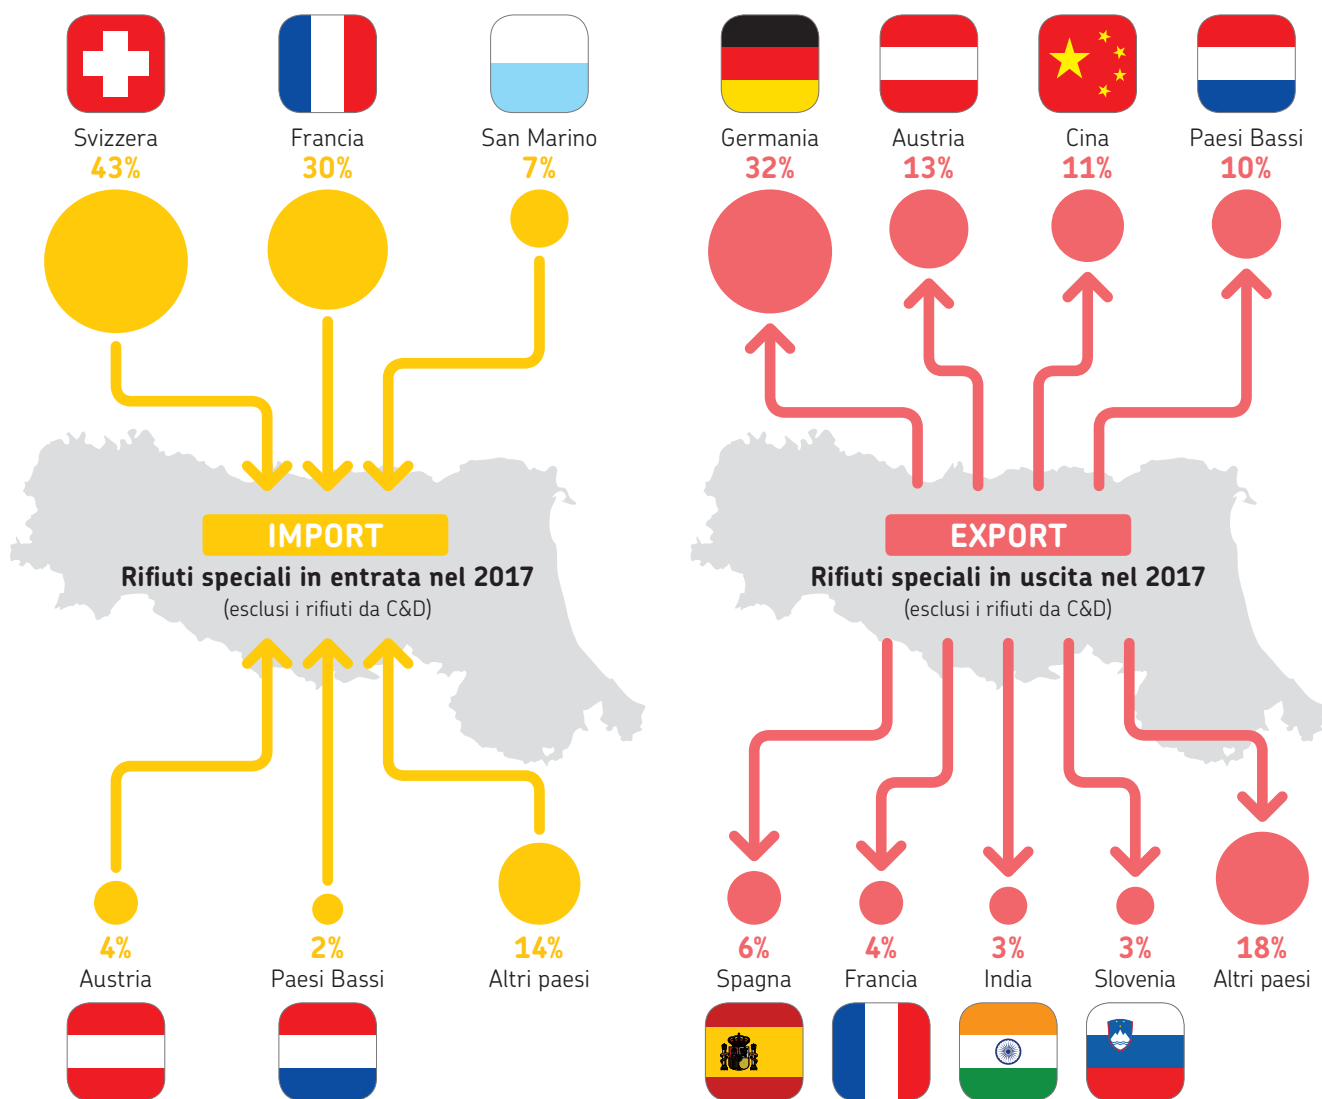 Svizzera
43%
Francia
30%
San Marino
7%
IMPORT
Rifiuti speciali in entrata nel 2017
(esclusi i rifiuti da C&D)
4%
Austria
2%
Paesi Bassi
14%
Altri paesi
Germania
32%
Austria
13%
Cina
11%
Paesi Bassi
10%
EXPORT
Rifiuti speciali in uscita nel 2017
(esclusi i rifiuti da C&D)
6%
Spagna
4%
Francia
3%
India
3%
Slovenia
18%
Altri paesi